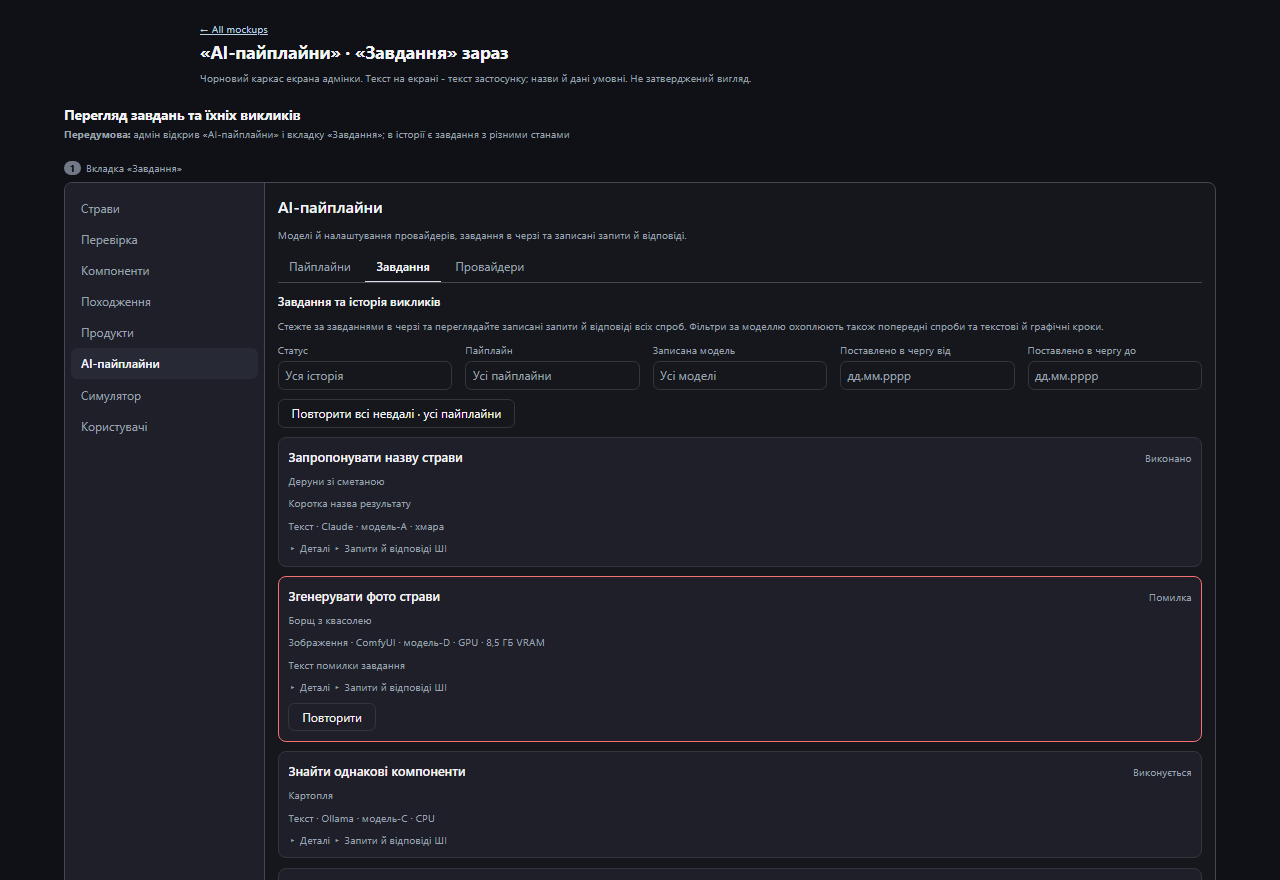 ← All mockups
«AI-пайплайни» · «Завдання» зараз
Чорновий каркас екрана адмінки. Текст на екрані - текст застосунку; назви й дані умовні. Не затверджений вигляд.
Перегляд завдань та їхніх викликів
Передумова: адмін відкрив «AI-пайплайни» і вкладку «Завдання»; в історії є завдання з різними станами
1 Вкладка «Завдання»
Страви
Перевірка
Компоненти
Походження
Продукти
AI-пайплайни
Симулятор
Користувачі
AI-пайплайни
Моделі й налаштування провайдерів, завдання в черзі та записані запити й відповіді.
Пайплайни Завдання Провайдери
Завдання та історія викликів
Стежте за завданнями в черзі та переглядайте записані запити й відповіді всіх спроб. Фільтри за моделлю охоплюють також попередні спроби та текстові й графічні кроки.
Статус Пайплайн Записана модель Поставлено в чергу від Поставлено в чергу до
Уся історія Усі пайплайни Усі моделі дд.мм.рррр дд.мм.рррр
Повторити всі невдалі · усі пайплайни
Запропонувати назву страви Виконано
Деруни зі сметаною
Коротка назва результату
Текст · Claude · модель-A · хмара
‣ Деталі ‣ Запити й відповіді ШІ
Згенерувати фото страви Помилка
Борщ з квасолею
Зображення · ComfyUI · модель-D · GPU · 8,5 ГБ VRAM
Текст помилки завдання
‣ Деталі ‣ Запити й відповіді ШІ
Повторити
Знайти однакові компоненти Виконується
Картопля
Текст · Ollama · модель-C · CPU
‣ Деталі ‣ Запити й відповіді ШІ